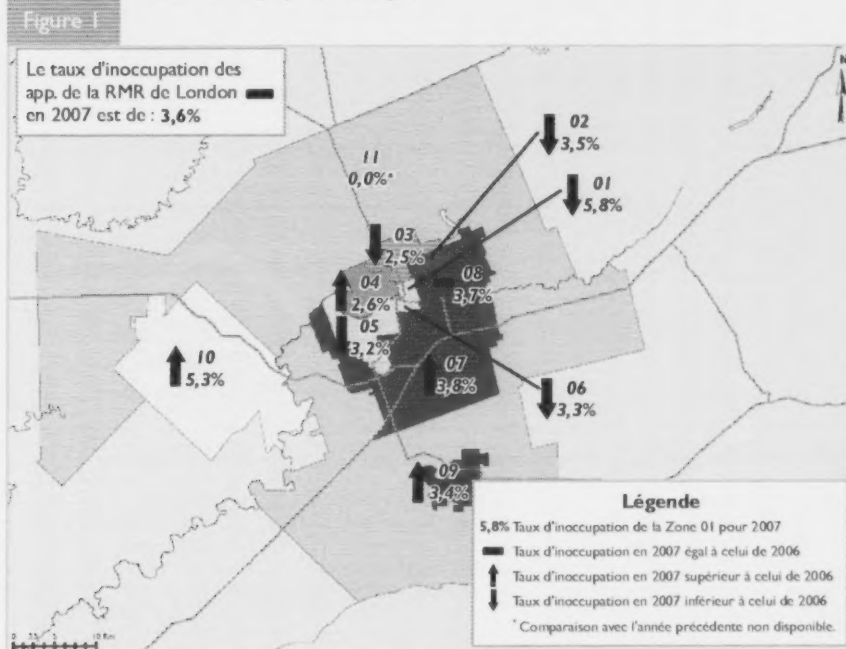 Figure 1
Le taux d'inoccupation des
app. de la RMR de London
en 2007 est de : 3,6%
N
02
3,5%
01
5,8%
11
0,0%*
03
2,5%
08
3,7%
04
2,6%
05
3,2%
10
5,3%
07
3,8%
06
3,3%
09
3,4%
Légende
5,8% Taux d'inoccupation de la Zone 01 pour 2007
Taux d'inoccupation en 2007 égal à celui de 2006
Taux d'inoccupation en 2007 supérieur à celui de 2006
Taux d'inoccupation en 2007 inférieur à celui de 2006
* Comparaison avec l'année précédente non disponible.